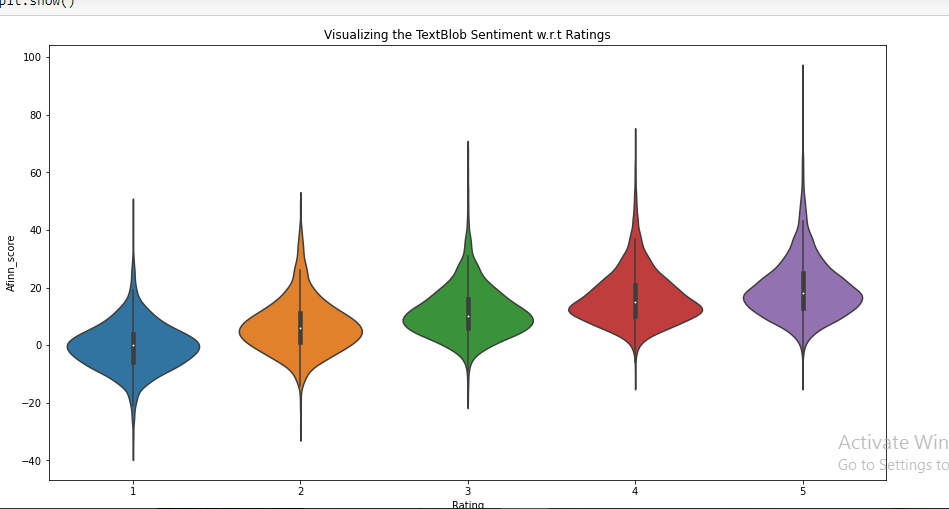 plt.show()
Visualizing the TextBlob Sentiment w.r.t Ratings
100
80
60
40
20
0
−20
−40
Afinn_score
1 2 3 4 5
Rating
Activate Win
Go to Settings to